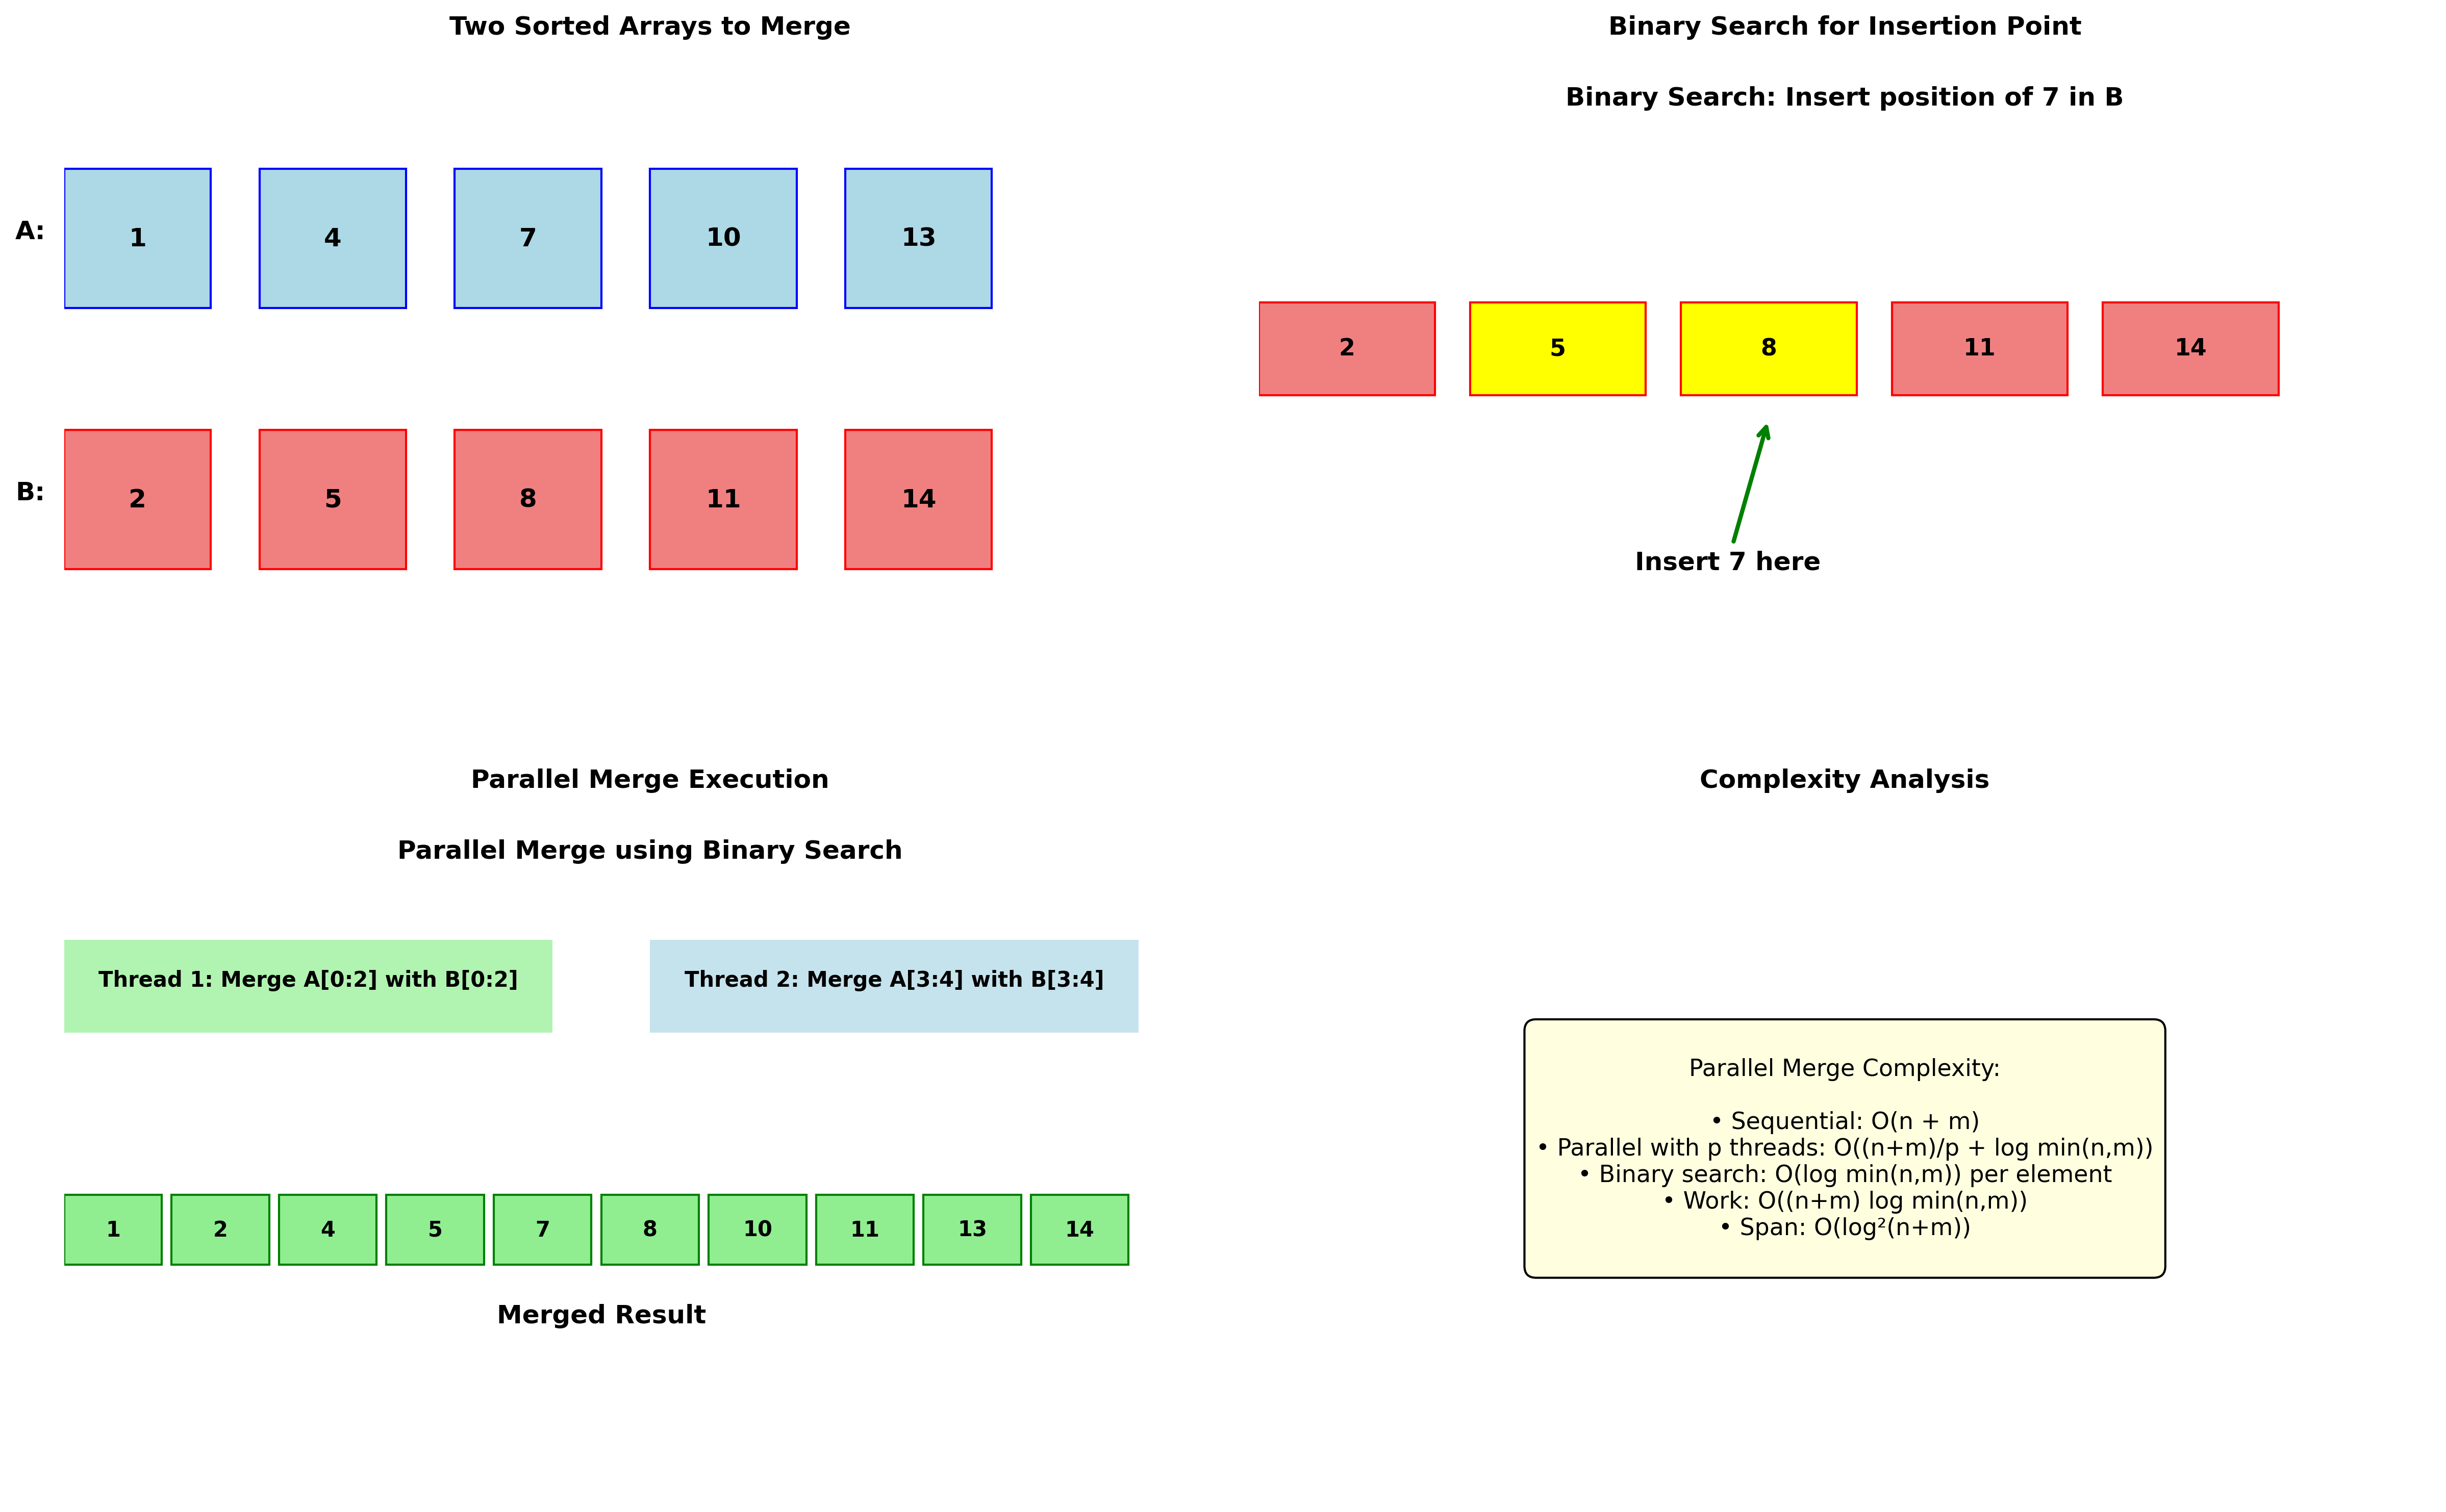 Two Sorted Arrays to Merge
A:
1 4 7 10 13
B:
2 5 8 11 14
Binary Search for Insertion Point
Binary Search: Insert position of 7 in B
2 5 8 11 14
Insert 7 here
Parallel Merge Execution
Parallel Merge using Binary Search
Thread 1: Merge A[0:2] with B[0:2]
Thread 2: Merge A[3:4] with B[3:4]
1 2 4 5 7 8 10 11 13 14
Merged Result
Complexity Analysis
Parallel Merge Complexity:
• Sequential: O(n + m)
• Parallel with p threads: O((n+m)/p + log min(n,m))
• Binary search: O(log min(n,m)) per element
• Work: O((n+m) log min(n,m))
• Span: O(log²(n+m))